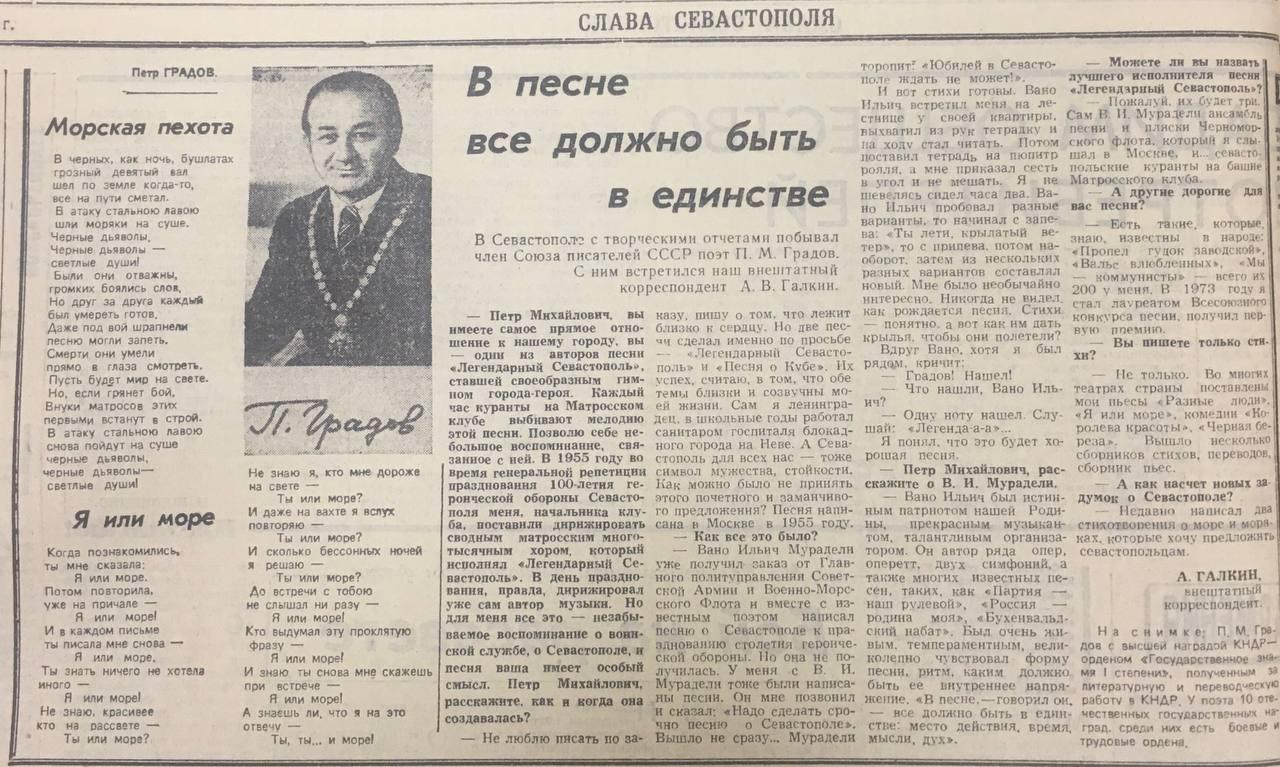 г.
СЛАВА СЕВАСТОПОЛЯ
Петр ГРАДОВ.
Морская пехота
В черных, как ночь, бушлатах
грозный девятый вал
шел по земле когда-то,
все на пути сметал.
В атаку стальною лавою
шли моряки на суше.
Черные дьяволы,
Черные дьяволы —
светлые души!
Были они отважны,
громких боялись слов,
Но друг за друга каждый
был умереть готов.
Даже под вой шрапнели
песню могли запеть.
Смерти они умели
прямо в глаза смотреть.
Пусть будет мир на свете.
Но, если грянет бой,
Внуки матросов этих
первыми встанут в строй.
В атаку стальною лавою
снова пойдут на суше
черные дьяволы,
черные дьяволы—
светлые души!
Я или море
Когда познакомились,
ты мне сказала:
Я или море.
Потом повторила,
уже на причале —
Я или море!
И в каждом письме
ты писала мне снова —
Я или море.
Ты знать ничего не хотела
иного —
Я или море!
Не знаю, красивее
кто на рассвете —
Ты или море?
П. Градов
Не знаю я, кто мне дороже
на свете —
Ты или море?
И даже на вахте я вслух
повторяю —
Ты или море?
И сколько бессонных ночей
я решаю —
Ты или море?
До встречи с тобою
не слышал ни разу —
Я или море!
Кто выдумал эту проклятую
фразу —
Я или море!
И знаю ты снова мне скажешь
при встрече —
Я или море!
А знаешь ли, что я на это
отвечу —
Ты, ты... и море!
В песне
все должно быть
в единстве
В Севастополе с творческими отчетами побывал
член Союза писателей СССР поэт П. М. Градов.
С ним встретился наш внештатный
корреспондент А. В. Галкин.
— Петр Михайлович, вы
имеете самое прямое отно-
шение к нашему городу, вы
— один из авторов песни
«Легендарный Севастополь»,
ставшей своеобразным гим-
ном города-героя. Каждый
час куранты на Матросском
клубе выбивают мелодию
этой песни. Позволю себе не-
большое воспоминание, свя-
занное с ней. В 1955 году во
время генеральной репетиции
празднования 100-летия ге-
роической обороны Севасто-
поля меня, начальника клу-
ба, поставили дирижировать
сводным матросским много-
тысячным хором, который
исполнял «Легендарный Се-
вастополь». В день праздно-
вания, правда, дирижировал
уже сам автор музыки. Но
для меня все это — незабы-
ваемое воспоминание о воин-
ской службе, о Севастополе, и
песня ваша имеет особый
смысл. Петр Михайлович,
расскажите, как и когда она
создавалась?
— Не люблю писать по за-
казу, пишу о том, что лежит
близко к сердцу. Но две пес-
ни сделал именно по просьбе
— «Легендарный Севасто-
поль» и «Песня о Кубе». Их
успех, считаю, в том, что обе
темы близки и созвучны мо-
ей жизни. Сам я ленинград-
дец, в школьные годы работал
санитаром госпиталя блокад-
ного города на Неве. А Сева-
стополь для всех нас — тоже
символ мужества, стойкости.
Как можно было не принять
этого почетного и заманчиво-
го предложения? Песня напи-
сана в Москве в 1955 году.
— Как все это было?
— Вано Ильич Мурадели
уже получил заказ от Глав-
ного политуправления Совет-
ской Армии и Военно-Мор-
ского Флота и вместе с из-
вестным поэтом написал
песню о Севастополе к пра-
зднованию столетия героиче-
ской обороны. Но она не по-
лучилась. У меня с В. И.
Мурадели тоже были написа-
ны песни. Он мне позвонил
и сказал: «Надо сделать сроч-
но песню о Севастополе».
Вышло не сразу... Мурадели
торопит: «Юбилей в Севасто-
поле ждать не может!».
И вот стихи готовы. Вано
Ильич встретил меня на ле-
стнице у своей квартиры,
выхватил из рук тетрадку и
на ходу стал читать. Потом
поставил тетрадь на пюпитр
рояля, а мне приказал сесть
в угол и не мешать. Я не
шевелясь сидел часа два. Ва-
но Ильич пробовал разные
варианты, то начинал с запе-
ва: «Ты лети, крылатый ве-
тер», то с припева, потом на-
оборот, затем из нескольких
разных вариантов составлял
новый. Мне было необычайно
интересно. Никогда не видел,
как рождается песня. Стихи
— понятно, а вот как им дать
крылья, чтобы они полетели?
Вдруг Вано, хотя я был
рядом, кричит:
— Градов! Нашел!
— Что нашли, Вано Иль-
ич?
— Одну ноту нашел. Слу-
шай: «Легенда-а-а»...
Я понял, что это будет хо-
рошая песня.
— Петр Михайлович, рас-
скажите о В. И. Мурадели.
— Вано Ильич был истин-
ным патриотом нашей Роди-
ны, прекрасным музыкан-
том, талантливым организа-
тором. Он автор ряда опер,
оперетт, двух симфоний, а
также многих известных пе-
сен, таких, как «Партия —
наш рулевой», «Россия —
родина моя», «Бухенвальд-
ский набат». Был очень жи-
вым, темпераментным, вели-
колепно чувствовал форму
песни, ритм, каким должно
быть ее внутреннее напря-
жение. «В песне,—говорил он,
— все должно быть в един-
стве: место действия, время,
мысли, дух».
— Можете ли вы назвать
лучшего исполнителя песни
«Легендарный Севастополь»?
— Пожалуй, их будет три.
Сам В. И. Мурадели, ансамбль
песни и пляски Черномор-
ского флота, который я слы-
шал в Москве, и... севасто-
польские куранты на башне
Матросского клуба.
— А другие дорогие для
вас песни?
— Есть такие, которые,
знаю, известны в народе:
«Пропел гудок заводской»,
«Вальс влюбленных», «Мы
— коммунисты» — всего их
200 у меня. В 1973 году я
стал лауреатом Всесоюзного
конкурса песни, получил пер-
вую премию.
— Вы пишете только сти-
хи?
— Не только. Во многих
театрах страны поставлены
мои пьесы «Разные люди»,
«Я или море», комедии «Ко-
ролева красоты», «Черная бе-
реза». Вышло несколько
сборников стихов, переводов,
сборник пьес.
— А как насчет новых за-
думок о Севастополе?
— Недавно написал два
стихотворения о море и моря-
ках, которые хочу предложить
севастопольцам.
А. ГАЛКИН,
внештатный
корреспондент.
На снимке: П. М. Гра-
дов с высшей наградой КНДР—
орденом «Государственное зна-
мя I степени», полученным за
литературную и переводческую
работу в КНДР. У поэта 10 оте-
чественных государственных на-
град, среди них есть боевые и
трудовые ордена.